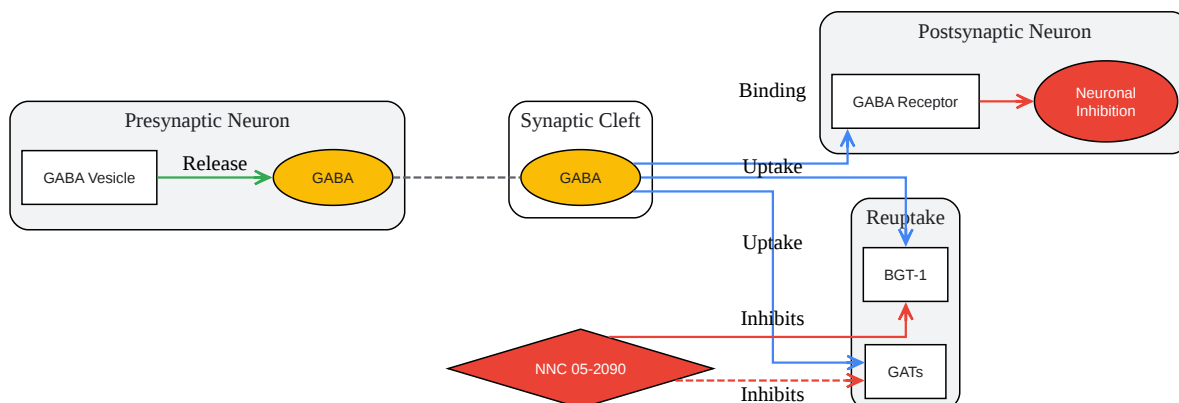 Postsynaptic Neuron
Binding
GABA Receptor
Neuronal
Inhibition
Presynaptic Neuron
Synaptic Cleft
GABA Vesicle
Release
GABA
GABA
Uptake
Reuptake
Uptake
BGT-1
Inhibits
NNC 05-2090
GATs
Inhibits